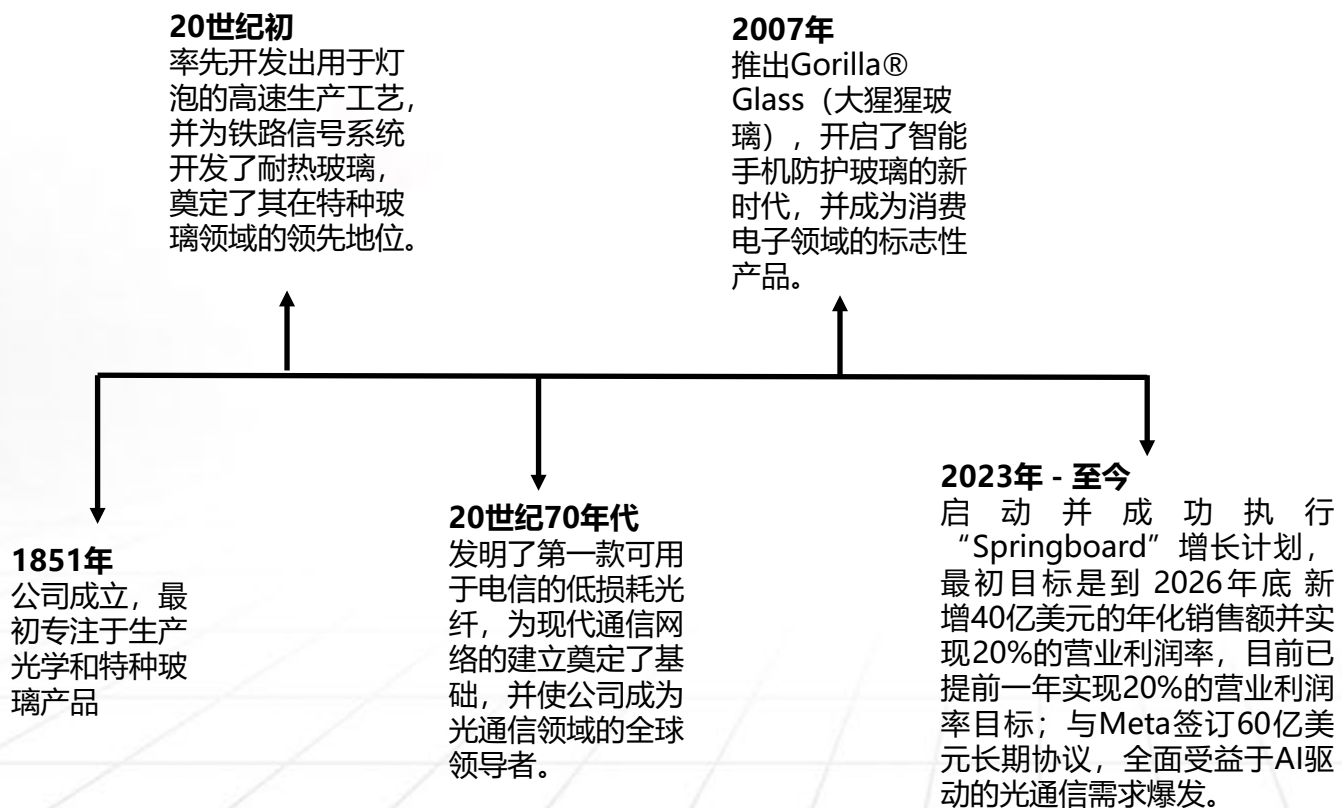 20世纪初
率先开发出用于灯
泡的高速生产工艺，
并为铁路信号系统
开发了耐热玻璃，
奠定了其在特种玻
璃领域的领先地位。
2007年
推出Gorilla®
Glass（大猩猩玻
璃），开启了智能
手机防护玻璃的新
时代，并成为消费
电子领域的标志性
产品。
1851年
公司成立，最
初专注于生产
光学和特种玻
璃产品
20世纪70年代
发明了第一款可用
于电信的低损耗光
纤，为现代通信网
络的建立奠定了基
础，并使公司成为
光通信领域的全球
领导者。
2023年 - 至今
启动并成功执行
“Springboard”增长计划，
最初目标是到 2026年底 新
增40亿美元的年化销售额并实
现20%的营业利润率，目前已
提前一年实现20%的营业利润
率目标；与Meta签订60亿美
元长期协议，全面受益于AI驱
动的光通信需求爆发。